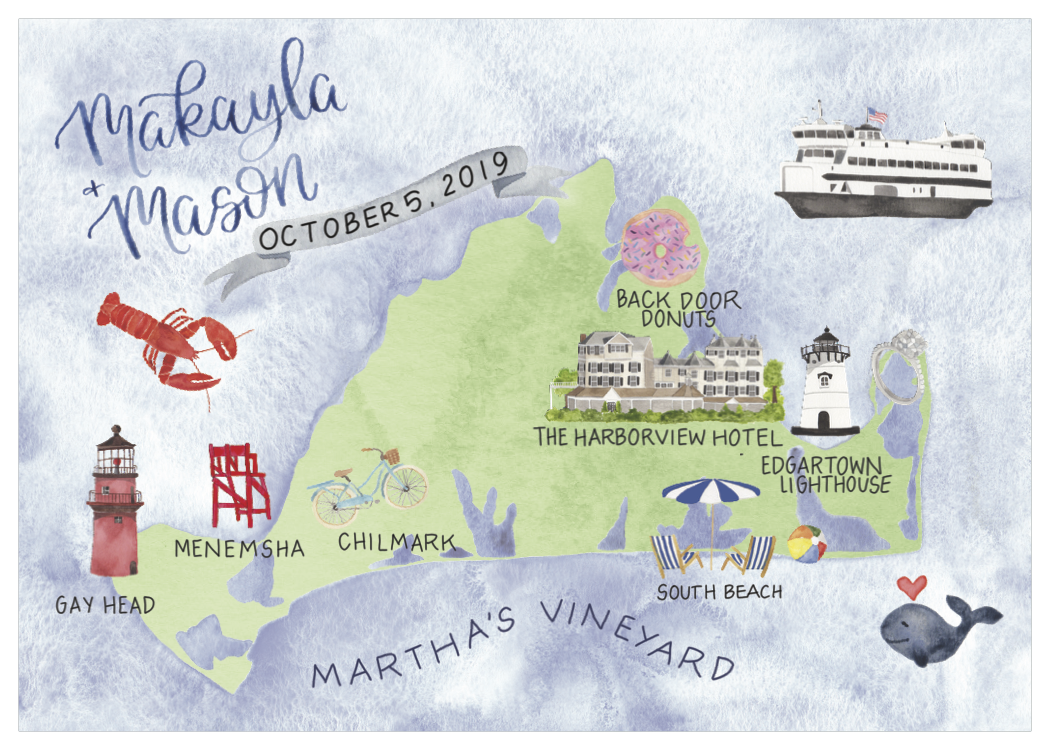 Makayla
+ Mason
OCTOBER 5, 2019
BACK DOOR
DONUTS
THE HARBORVIEW HOTEL
EDGARTOWN
LIGHTHOUSE
MENEMSHA
CHILMARK
GAY HEAD
SOUTH BEACH
MARTHA'S VINEYARD